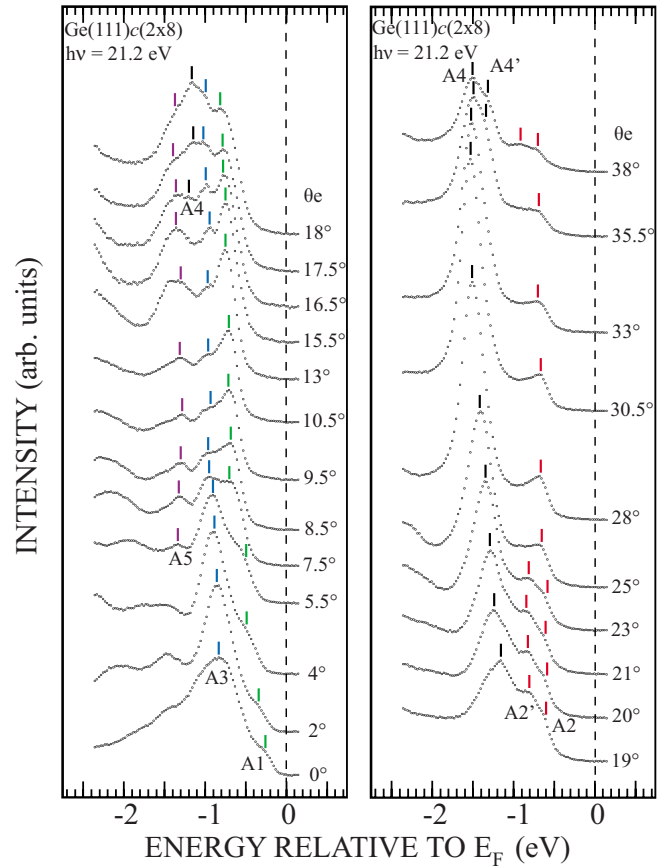 Ge(111)c(2x8)
hν = 21.2 eV
θe
A4
18°
17.5°
16.5°
15.5°
13°
10.5°
9.5°
8.5°
7.5°
A5
5.5°
4°
A3
2°
A1
0°
-2
-1
0
Ge(111)c(2x8)
hν = 21.2 eV
A4
A4’
θe
38°
35.5°
33°
30.5°
28°
25°
23°
21°
20°
A2’
A2
19°
-2
-1
0
INTENSITY (arb. units)
ENERGY RELATIVE TO EF (eV)